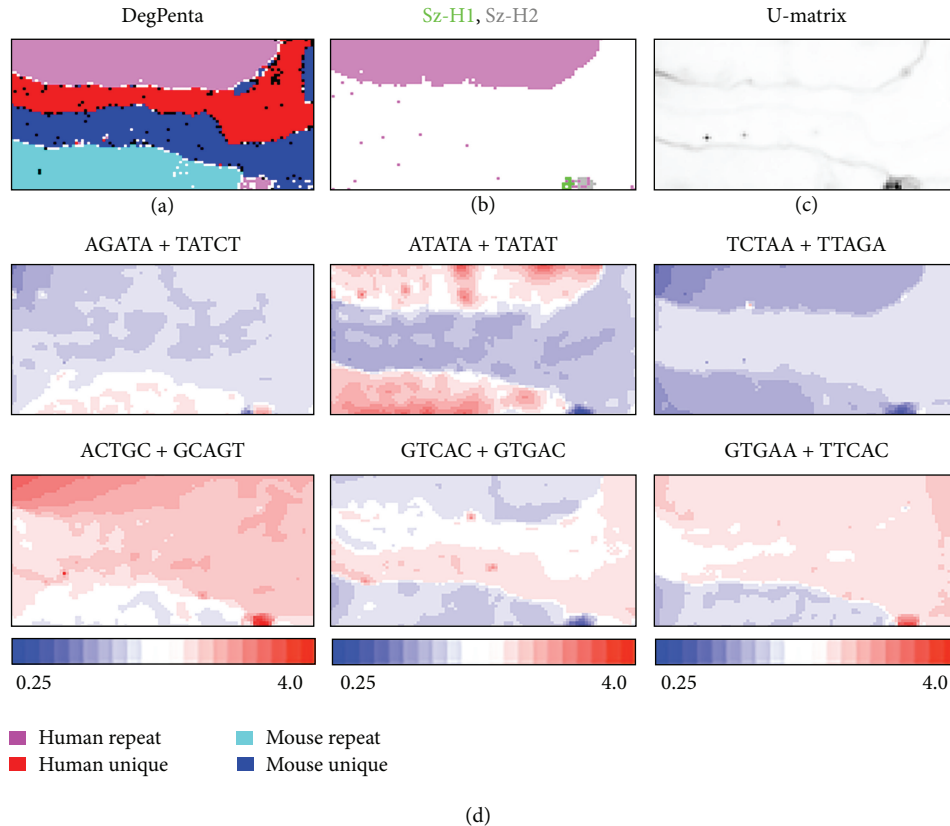 DegPenta
Sz-H1, Sz-H2
U-matrix
(a)
(b)
(c)
AGATA + TATCT
ATATA + TATAT
TCTAA + TTAGA
ACTGC + GCAGT
GTCAC + GTGAC
GTGAA + TTCAC
0.25
4.0
0.25
4.0
0.25
4.0
Human repeat
Mouse repeat
Human unique
Mouse unique
(d)